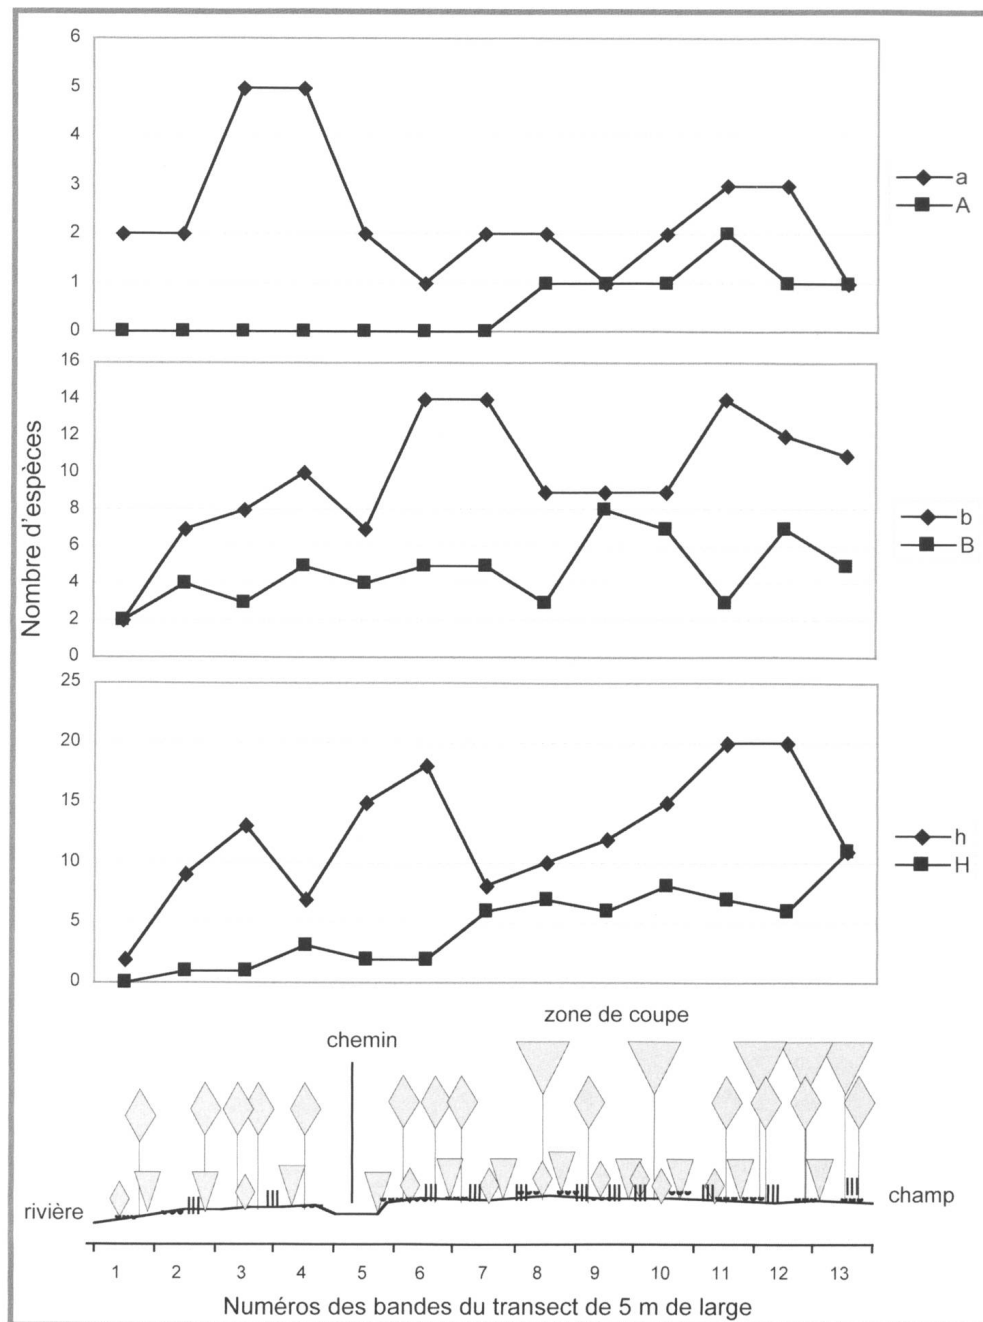 6
5
4
3
2
1
0
a
A
16
14
12
10
8
6
4
2
0
b
B
Nombre d'espèces
25
20
15
10
5
0
h
H
zone de coupe
chemin
rivière
champ
1 2 3 4 5 6 7 8 9 10 11 12 13
Numéros des bandes du transect de 5 m de large